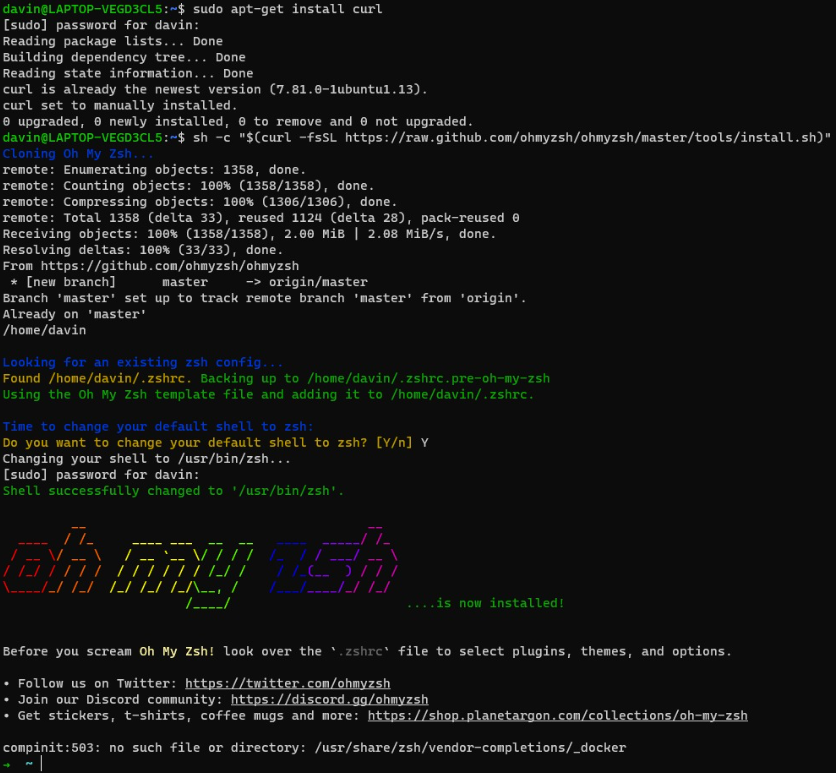 davin@LAPTOP-VEGD3CL5:~$ sudo apt-get install curl
[sudo] password for davin:
Reading package lists... Done
Building dependency tree... Done
Reading state information... Done
curl is already the newest version (7.81.0-1ubuntu1.13).
curl set to manually installed.
0 upgraded, 0 newly installed, 0 to remove and 0 not upgraded.
davin@LAPTOP-VEGD3CL5:~$ sh -c "$(curl -fsSL https://raw.github.com/ohmyzsh/ohmyzsh/master/tools/install.sh)"
Cloning Oh My Zsh...
remote: Enumerating objects: 1358, done.
remote: Counting objects: 100% (1358/1358), done.
remote: Compressing objects: 100% (1306/1306), done.
remote: Total 1358 (delta 33), reused 1124 (delta 28), pack-reused 0
Receiving objects: 100% (1358/1358), 2.00 MiB | 2.08 MiB/s, done.
Resolving deltas: 100% (33/33), done.
From https://github.com/ohmyzsh/ohmyzsh
 * [new branch]      master     -> origin/master
Branch 'master' set up to track remote branch 'master' from 'origin'.
Already on 'master'
/home/davin
Looking for an existing zsh config...
Found /home/davin/.zshrc. Backing up to /home/davin/.zshrc.pre-oh-my-zsh
Using the Oh My Zsh template file and adding it to /home/davin/.zshrc.
Time to change your default shell to zsh:
Do you want to change your default shell to zsh? [Y/n] Y
Changing your shell to /usr/bin/zsh...
[sudo] password for davin:
Shell successfully changed to '/usr/bin/zsh'.
oh my zsh
....is now installed!
Before you scream Oh My Zsh! look over the `.zshrc` file to select plugins, themes, and options.
• Follow us on Twitter: https://twitter.com/ohmyzsh
• Join our Discord community: https://discord.gg/ohmyzsh
• Get stickers, t-shirts, coffee mugs and more: https://shop.planetargon.com/collections/oh-my-zsh
compinit:503: no such file or directory: /usr/share/zsh/vendor-completions/_docker
→ ~